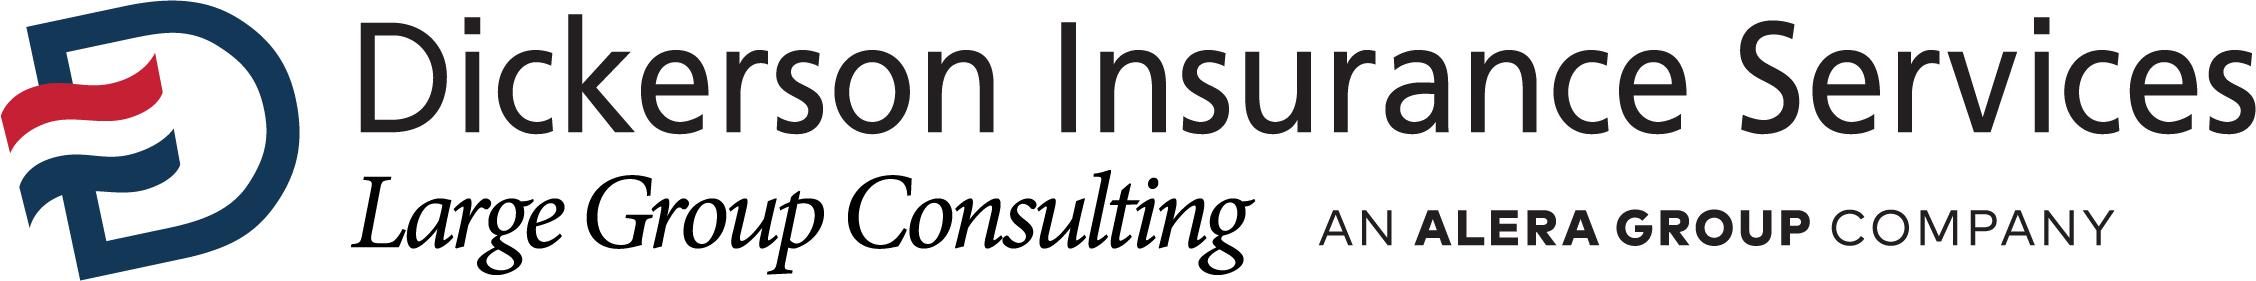 Dickerson Insurance Services
Large Group Consulting AN ALERA GROUP COMPANY